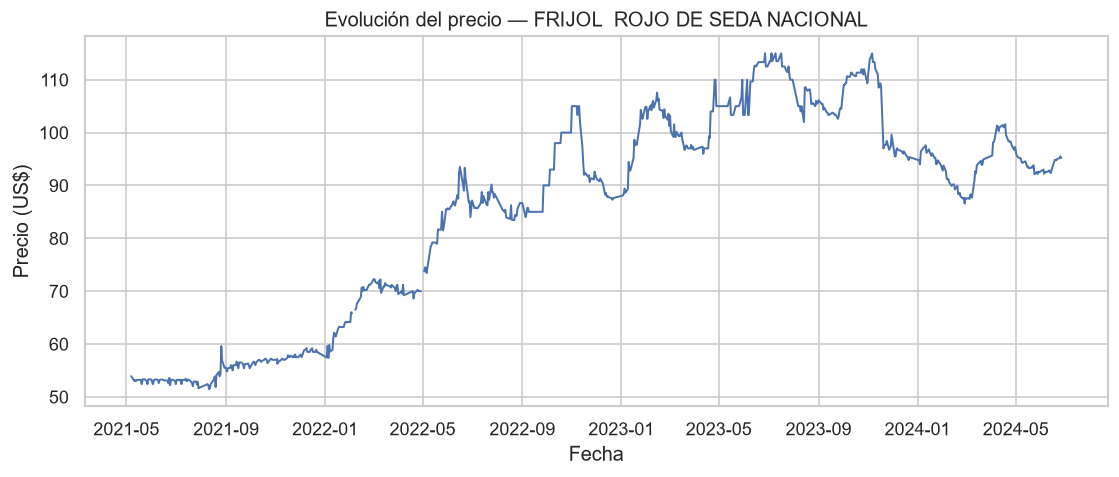 Evolución del precio — FRIJOL  ROJO DE SEDA NACIONAL
Precio (US$)
110
100
90
80
70
60
50
2021-05 2021-09 2022-01 2022-05 2022-09 2023-01 2023-05 2023-09 2024-01 2024-05
Fecha